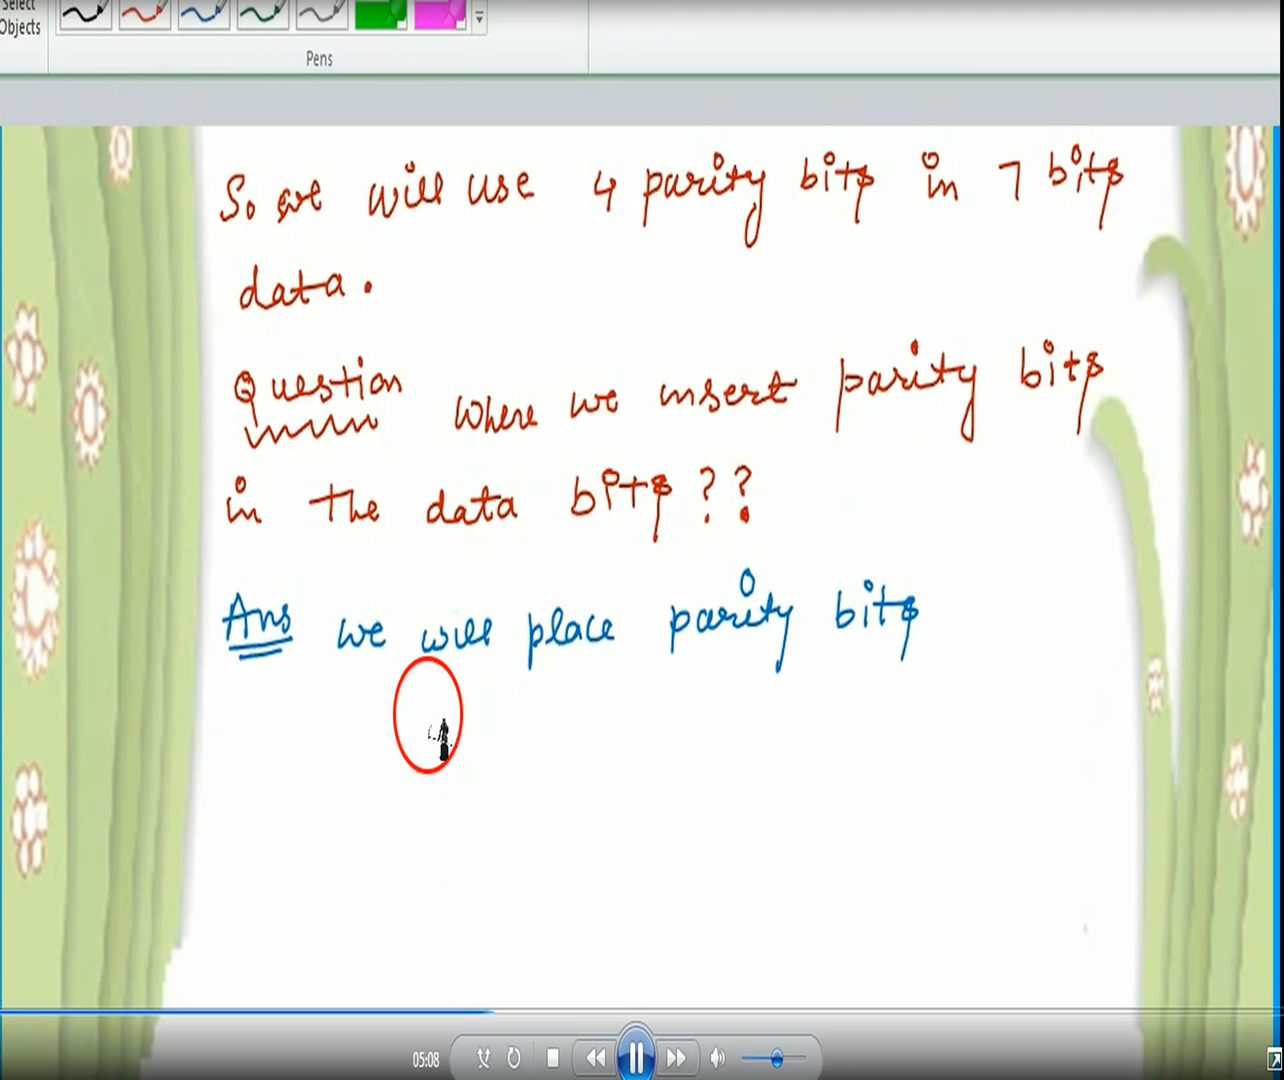 Select
Objects
Pens
So we will use 4 parity bits in 7 bits
data.
Question where we insert parity bits
in the data bits??
Ans we will place parity bits
05:08